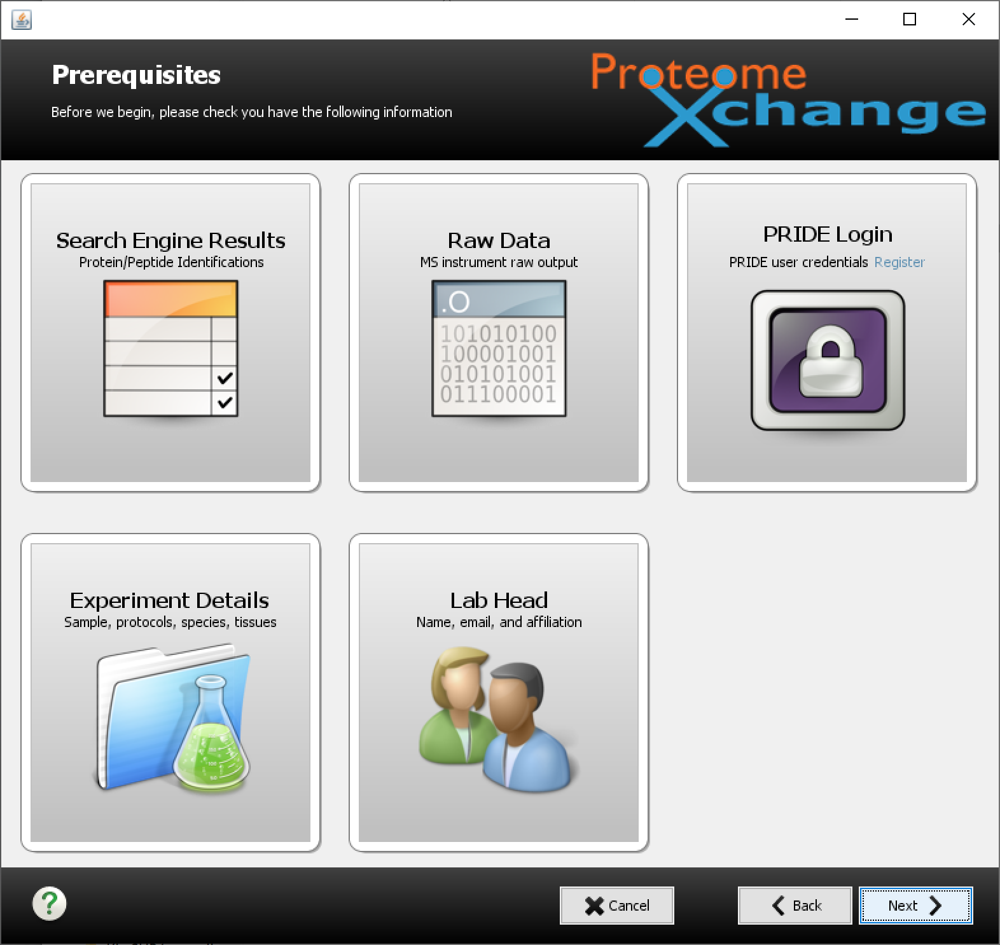 Prerequisites
Before we begin, please check you have the following information
Proteome
Xchange
Search Engine Results
Protein/Peptide Identifications
Raw Data
MS instrument raw output
.O
101010100
100001001
010101001
011100001
PRIDE Login
PRIDE user credentials Register
Experiment Details
Sample, protocols, species, tissues
Lab Head
Name, email, and affiliation
?
Cancel
Back
Next